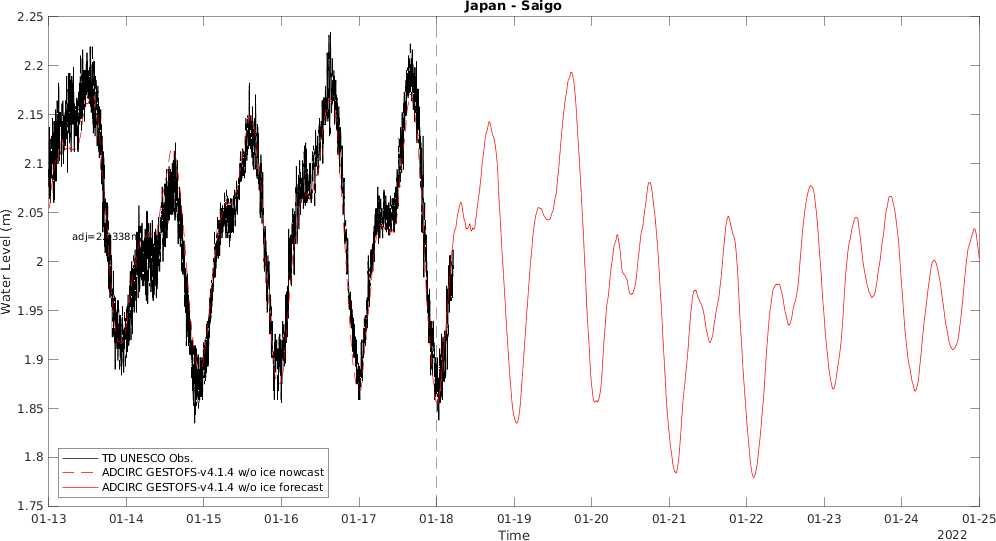 Japan - Saigo
2.25
2.2
2.15
2.1
2.05
2
1.95
1.9
1.85
1.8
1.75
Water Level (m)
TD UNESCO Obs.
ADCIRC GESTOFS-v4.1.4 w/o ice nowcast
ADCIRC GESTOFS-v4.1.4 w/o ice forecast
01-13 01-14 01-15 01-16 01-17 01-18 01-19 01-20 01-21 01-22 01-23 01-24 01-25
Time
2022